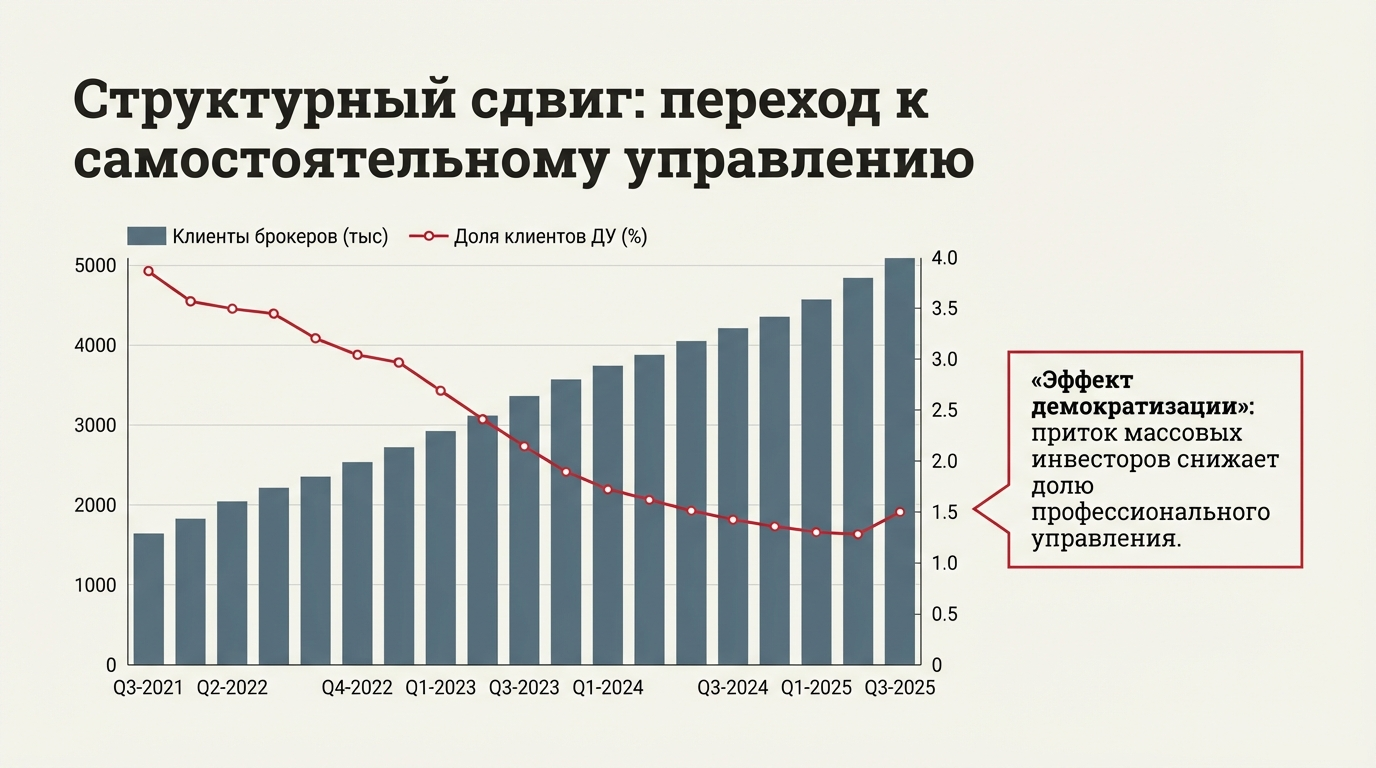 Структурный сдвиг: переход к
самостоятельному управлению
Клиенты брокеров (тыс)
Доля клиентов ДУ (%)
5000
4000
3000
2000
1000
0
4.0
3.5
3.0
2.5
2.0
1.5
1.0
0.5
0
Q3-2021 Q2-2022 Q4-2022 Q1-2023 Q3-2023 Q1-2024 Q3-2024 Q1-2025 Q3-2025
«Эффект
демократизации»:
приток массовых
инвесторов снижает
долю
профессионального
управления.